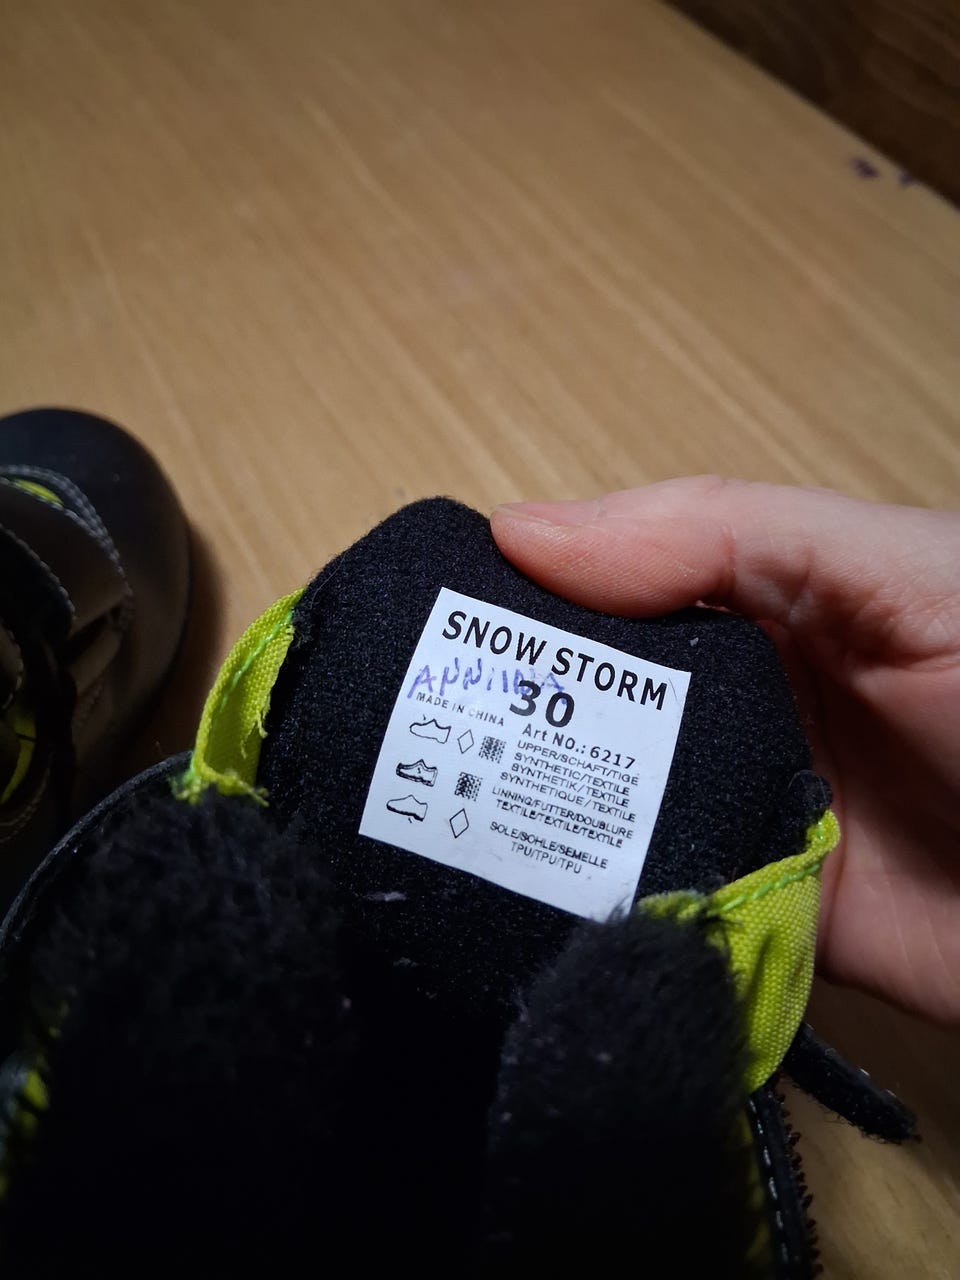 SNOW STORM
ANNIINA
30
MADE IN CHINA
Art NO.: 6217
UPPER/SCHAFT/TIGE
SYNTHETIC/TEXTILE
SYNTHETIK/TEXTILE
SYNTHETIQUE/TEXTILE
LINNING/FUTTER/DOUBLURE
TEXTILE/TEXTILE/TEXTILE
SOLE/SOHLE/SEMELLE
TPU/TPU/TPU